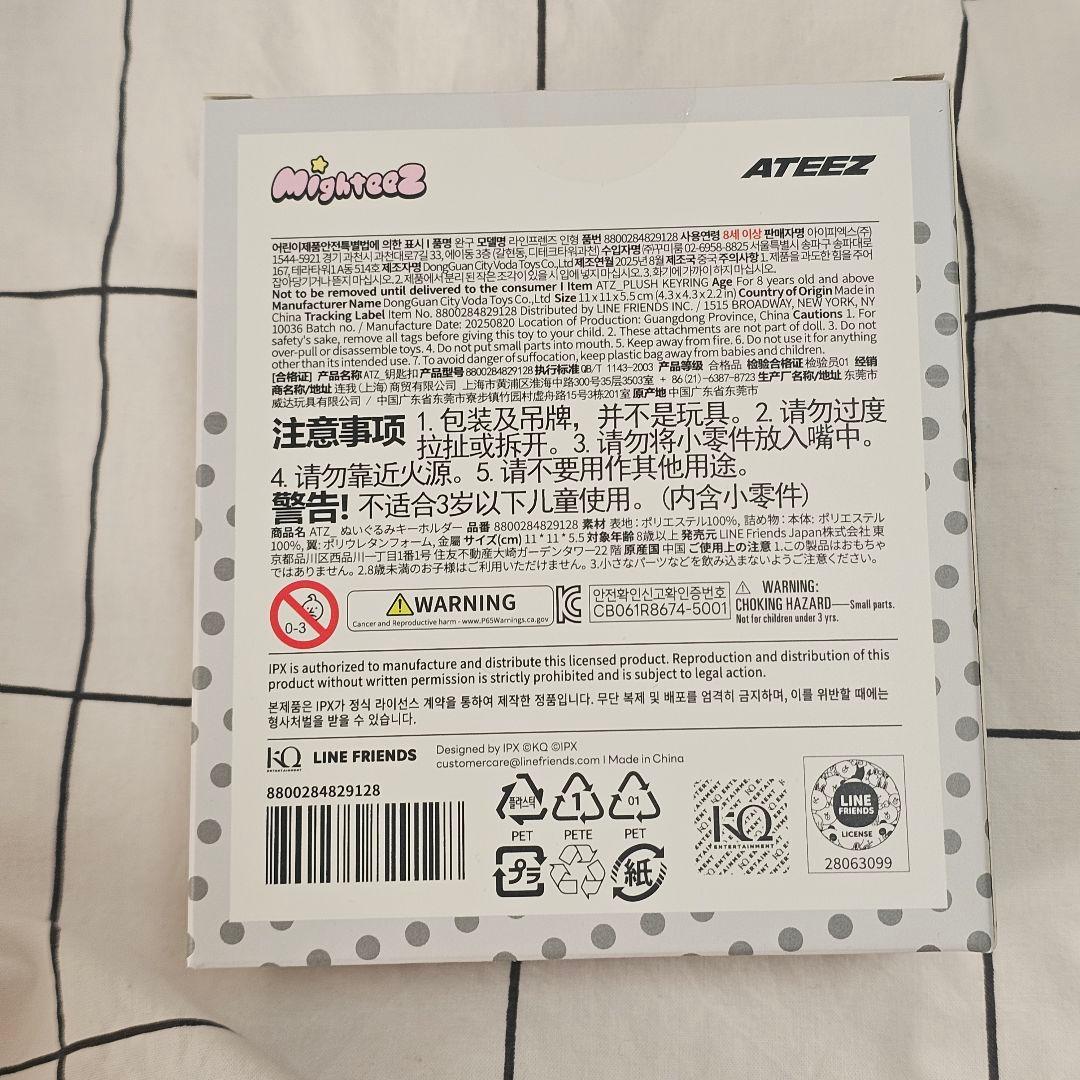 MighteeZ
ATEEZ
어린이제품안전특별법에 의한 표시 I 품명 완구 모델명 라인프렌즈 인형 품번 8800284829128 사용연령 8세 이상 판매자명 아이피엑스(주)
1544-5921 경기 과천시 과천대로7길 33, 에이동 3층 (갈현동, 디테크타워과천) 수입자명 (주)꾸미룽 02-6958-8825 서울특별시 송파구 송파대로
167, 테라타워1 A동 514호 제조자명 DongGuan City Voda Toys Co.,Ltd 제조연월 2025년 8월 제조국 중국 주의사항 1. 제품을 과도한 힘을 주어
잡아당기거나 뜯지 마십시오. 2. 제품에서 분리 된 작은 조각이 있을 시 입에 넣지 마십시오. 3. 화기에 가까이 하지 마십시오.
Not to be removed until delivered to the consumer I Item ATZ_PLUSH KEYRING Age For 8 years old and above
Manufacturer Name DongGuan City Voda Toys Co.,Ltd Size 11 x 11 x 5.5 cm (4.3 x 4.3 x 2.2 in) Country of Origin Made in
China Tracking Label Item No. 8800284829128 Distributed by LINE FRIENDS INC. / 1515 BROADWAY, NEW YORK, NY
10036 Batch no. / Manufacture Date: 20250820 Location of Production: Guangdong Province, China Cautions 1. For
safety's sake, remove all tags before giving this toy to your child. 2. These attachments are not part of doll. 3. Do not
over-pull or disassemble toys. 4. Do not put small parts into mouth. 5. Keep away from fire. 6. Do not use it for anything
other than its intended use. 7. To avoid danger of suffocation, keep plastic bag away from babies and children.
[合格证] 产品名称 ATZ_钥匙扣 产品型号 8800284829128 执行标准 QB/T 1143-2003 产品等级 合格品 检验合格证 检验员01 经销
商名称/地址 连我 (上海) 商贸有限公司 上海市黄浦区淮海中路300号35层3503室 + 86 (21) -6387-8723 生产厂名称/地址 东莞市
威达玩具有限公司 / 中国广东省东莞市寮步镇竹园村虚舟路15号3栋201室 原产地 中国广东省东莞市
注意事项 1. 包装及吊牌，并不是玩具。2. 请勿过度
拉扯或拆开。3. 请勿将小零件放入嘴中。
4. 请勿靠近火源。5. 请不要用作其他用途。
警告! 不适合3岁以下儿童使用。(内含小零件)
商品名 ATZ_ ぬいぐるみキーホルダー 品番 8800284829128 素材 表地 : ポリエステル100%, 詰め物 : 本体: ポリエステル
100%, 翼: ポリウレタンフォーム, 金屬 サイズ(cm) 11 * 11 * 5.5 対象年齢 8歳以上 発売元 LINE Friends Japan株式会社 東
京都品川区西品川一丁目1番1号 住友不動産大崎ガーデンタワー22 階 原産国 中国 ご使用上の注意 1.この製品はおもちゃ
ではありません。2.8歳未満のお子様はご利用いただけません。3.小さなパーツなどを飲み込まないようご注意ください。
0-3
WARNING
Cancer and Reproductive harm - www.P65Warnings.ca.gov
안전확인신고확인증번호
CB061R8674-5001
WARNING:
CHOKING HAZARD—Small parts.
Not for children under 3 yrs.
IPX is authorized to manufacture and distribute this licensed product. Reproduction and distribution of this
product without written permission is strictly prohibited and is subject to legal action.
본제품은 IPX가 정식 라이선스 계약을 통하여 제작한 정품입니다. 무단 복제 및 배포를 엄격히 금지하며, 이를 위반할 때에는
형사처벌을 받을 수 있습니다.
KQ ENTERTAINMENT LINE FRIENDS
Designed by IPX ©KQ ©IPX
customercare@linefriends.com I Made in China
8800284829128
플라스틱 PET
1 PETE
01 PET
プラ
紙
KQ ENTERTAINMENT
LINE FRIENDS
LICENSE
28063099